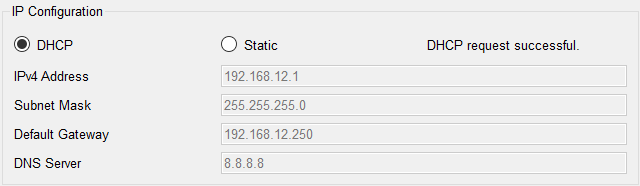 IP Configuration
DHCP Static DHCP request successful.
IPv4 Address 192.168.12.1
Subnet Mask 255.255.255.0
Default Gateway 192.168.12.250
DNS Server 8.8.8.8